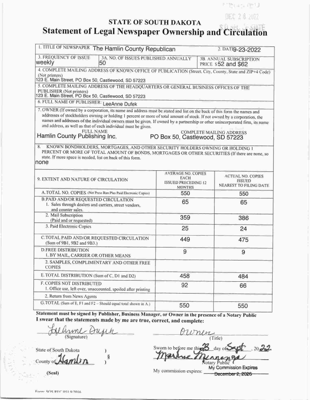 STATE OF SOUTH DAKOTA
Statement of Legal Newspaper Ownership and Circulation
1. TITLE OF NEWSPAPER The Hamlin County Republican 2. DATE 9-23-2022
3. FREQUENCY OF ISSUE weekly 3A. NO. OF ISSUES PUBLISHED ANNUALLY 50 3B. ANNUAL SUBSCRIPTION PRICE $ 52 and $62
4. COMPLETE MAILING ADDRESS OF KNOWN OFFICE OF PUBLICATION (Street, City, County, State and ZIP+4 Code)
(Not printers)
123 E. Main Street, PO Box 50, Castlewood, SD 57223
5. COMPLETE MAILING ADDRESS OF THE HEADQUARTERS OR GENERAL BUSINESS OFFICES OF THE
PUBLISHER (Not printers)
123 E. Main Street, PO Box 50, Castlewood, SD 57223
6. FULL NAME OF PUBLISHER LeeAnne Dufek
7. OWNER (If owned by a corporation, its name and address must be stated and list on the back of this form the names and
addresses of stockholders owning or holding 1 percent or more of total amount of stock. If not owned by a corporation, the
names and addresses of the individual owners must be given. If owned by a partnership or other unincorporated firm, its name
and address, as well as that of each individual must be given.
FULL NAME COMPLETE MAILING ADDRESS
Hamlin County Publishing Inc. PO Box 50, Castlewood, SD 57223
8. KNOWN BONDHOLDERS, MORTGAGES, AND OTHER SECURITY HOLDERS OWNING OR HOLDING 1
PERCENT OR MORE OF TOTAL AMOUNT OF BONDS, MORTGAGES OR OTHER SECURITIES (If there are none, so
state. If more space is needed, list on back of this form.
none
9. EXTENT AND NATURE OF CIRCULATION AVERAGE NO. COPIES EACH ISSUED PRECEDING 12 MONTHS ACTUAL NO. COPIES ISSUED NEAREST TO FILING DATE
A. TOTAL NO. COPIES (Net Press Run Plus Paid Electronic Copies) 550 550
B. PAID AND/OR REQUESTED CIRCULATION
1. Sales through dealers and carriers, street vendors, and counter sales. 65 65
2. Mail Subscription (Paid and or requested) 359 386
3. Paid Electronic Copies 25 24
C. TOTAL PAID AND/OR REQUESTED CIRCULATION (Sum of 9B1, 9B2 and 9B3.) 449 475
D. FREE DISTRIBUTION
1. BY MAIL, CARRIER OR OTHER MEANS 9 9
2. SAMPLES, COMPLIMENTARY AND OTHER FREE COPIES
E. TOTAL DISTRIBUTION (Sum of C, D1 and D2) 458 484
F. COPIES NOT DISTRIBUTED
1. Office use, left over, unaccounted, spoiled after printing 92 66
2. Return from News Agents
G. TOTAL (Sum of E, F1 and F2 - Should equal total shown in A.) 550 550
Statement must be signed by Publisher, Business Manager, or Owner in the presence of a Notary Public
I swear that the statements made by me are true, correct, and complete:
Owner
(Signature) (Title)
State of South Dakota ) Sworn to before me this 23 day of Sept 20 22
County of Hamlin )
Notary Public
(Seal) My commission expires My Commission Expires
December 2, 2025